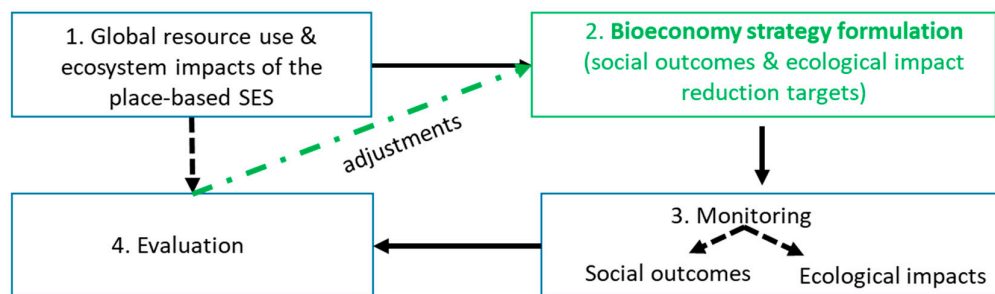 1. Global resource use &
ecosystem impacts of the
place-based SES
2. Bioeconomy strategy formulation
(social outcomes & ecological impact
reduction targets)
adjustments
3. Monitoring
Social outcomes
Ecological impacts
4. Evaluation